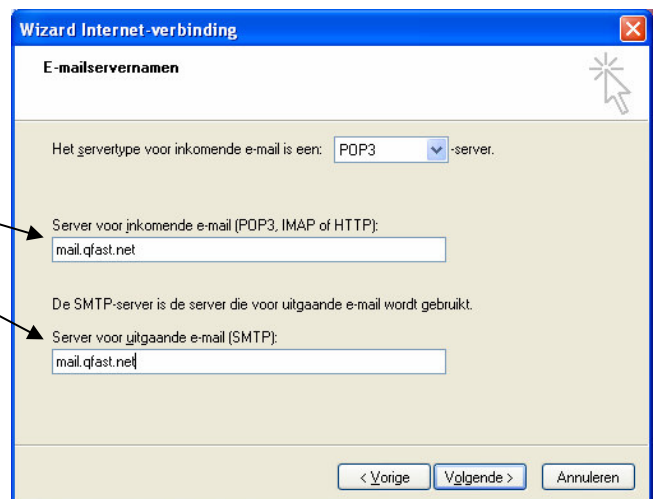 Wizard Internet-verbinding
E-mailservernamen
Het servertype voor inkomende e-mail is een: POP3 -server.
Server voor inkomende e-mail (POP3, IMAP of HTTP):
mail.qfast.net
De SMTP-server is de server die voor uitgaande e-mail wordt gebruikt.
Server voor uitgaande e-mail (SMTP):
mail.qfast.net
< Vorige Volgende > Annuleren